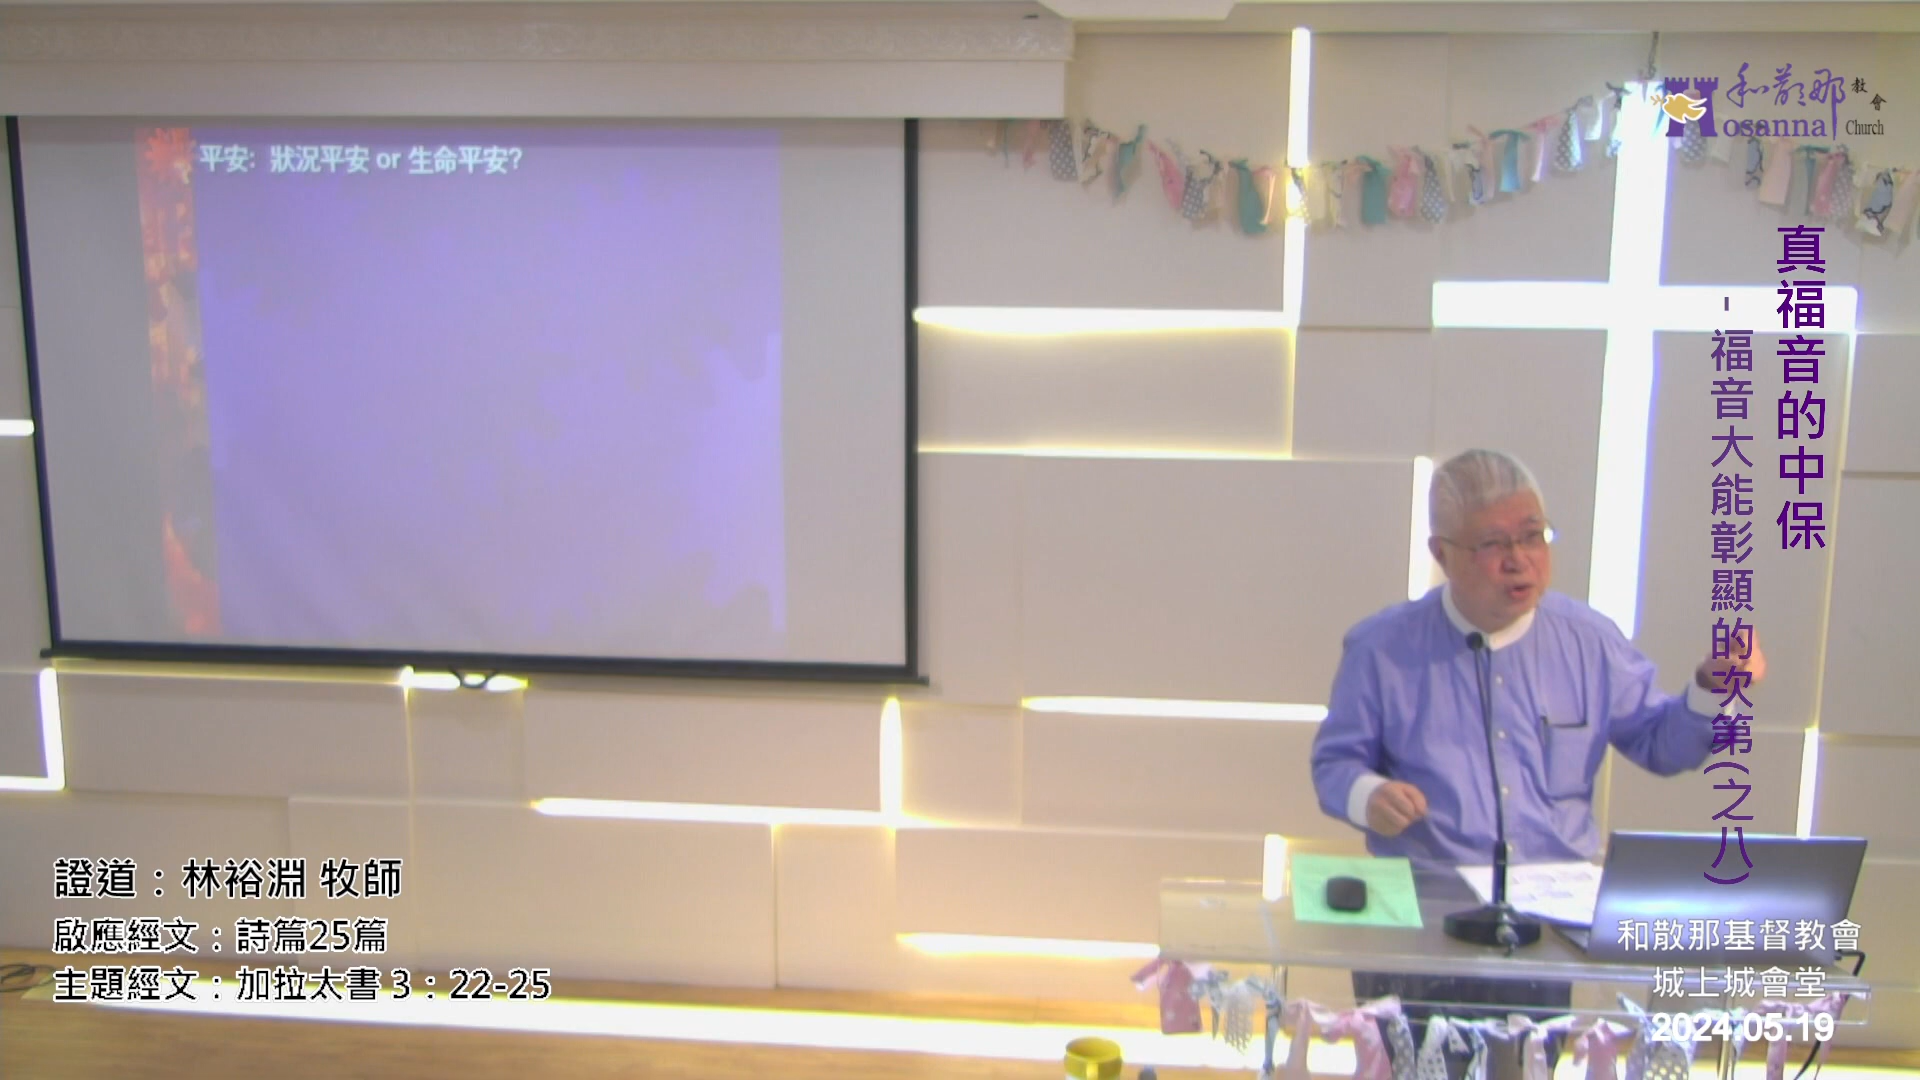 平安: 狀況平安 or 生命平安?
和散那教會
Hosanna Church
真福音的中保
- 福音大能彰顯的次第(之八)
證道：林裕淵 牧師
啟應經文：詩篇25篇
主題經文：加拉太書 3：22-25
和散那基督教會
城上城會堂
2024.05.19